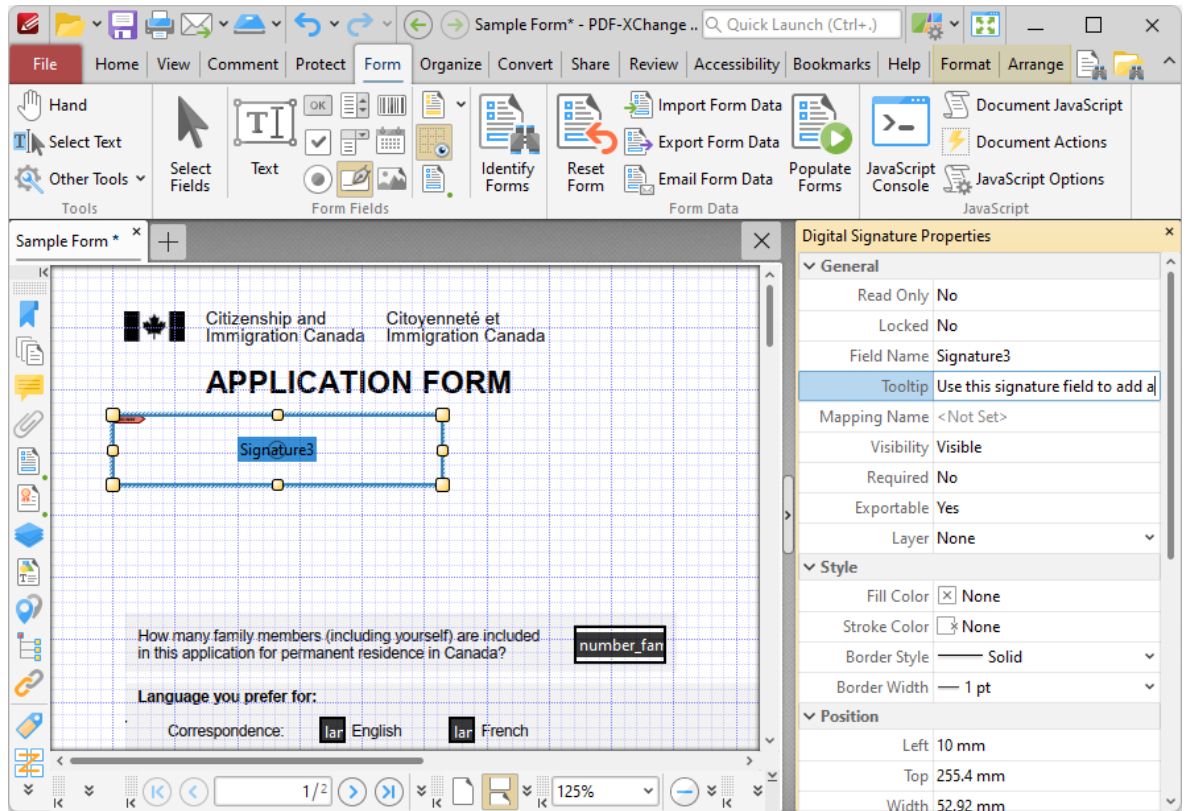 Sample Form* - PDF-XChange ..
Quick Launch (Ctrl+.)
File Home View Comment Protect Form Organize Convert Share Review Accessibility Bookmarks Help Format Arrange
Hand
Select Text
Other Tools
Tools
Select Fields
Text
OK
Form Fields
Identify Forms
Reset Form
Import Form Data
Export Form Data
Email Form Data
Form Data
Populate Forms
JavaScript Console
Document JavaScript
Document Actions
JavaScript Options
JavaScript
Sample Form *
Citizenship and Citoyenneté et
Immigration Canada Immigration Canada
APPLICATION FORM
Signature3
How many family members (including yourself) are included
in this application for permanent residence in Canada?
number_fan
Language you prefer for:
Correspondence: lar English lar French
1/2
125%
Digital Signature Properties
General
Read Only No
Locked No
Field Name Signature3
Tooltip Use this signature field to add a
Mapping Name <Not Set>
Visibility Visible
Required No
Exportable Yes
Layer None
Style
Fill Color None
Stroke Color None
Border Style Solid
Border Width 1 pt
Position
Left 10 mm
Top 255.4 mm
Width 52.92 mm